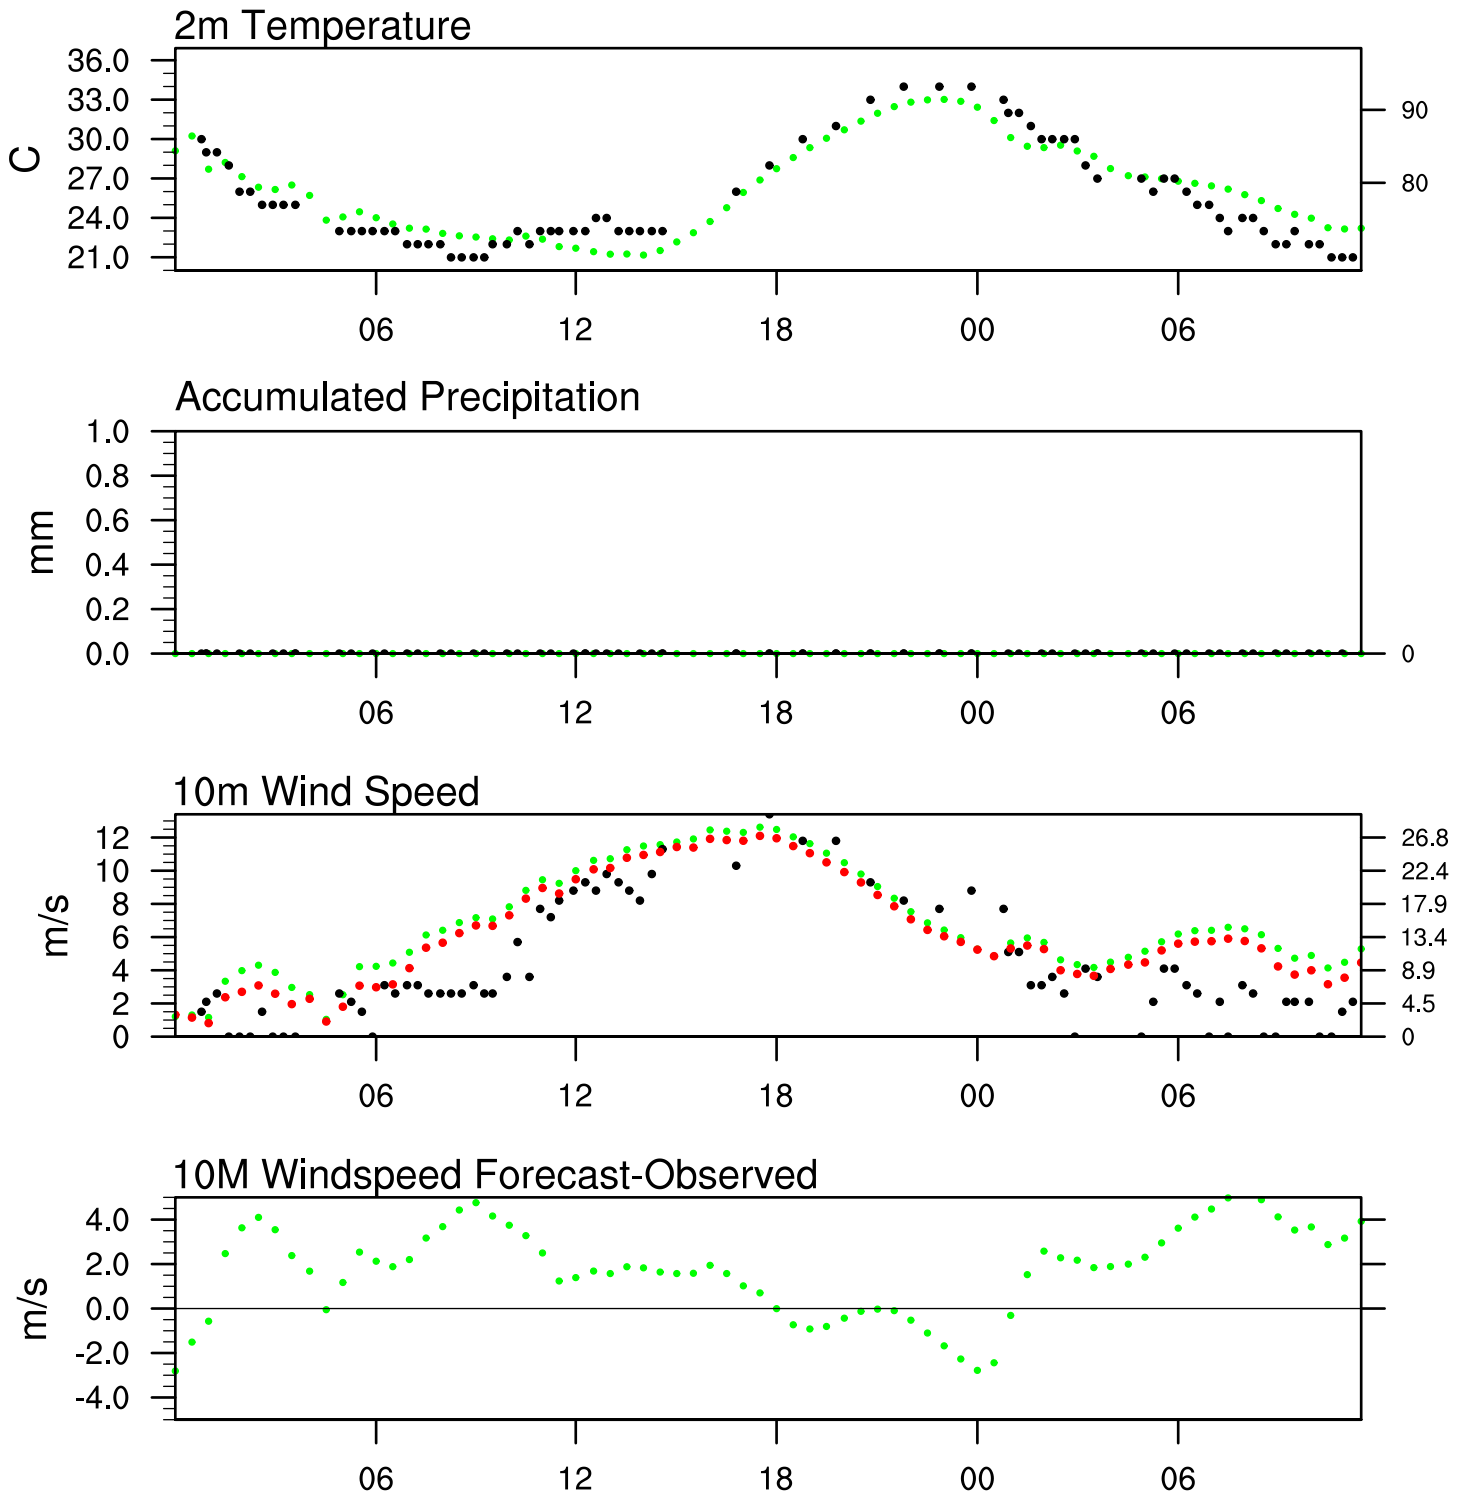 2m Temperature
36.0
33.0
30.0
27.0
24.0
21.0
C
90
80
06 12 18 00 06
Accumulated Precipitation
1.0
0.8
0.6
0.4
0.2
0.0
mm
0
06 12 18 00 06
10m Wind Speed
12
10
8
6
4
2
0
m/s
26.8
22.4
17.9
13.4
8.9
4.5
0
06 12 18 00 06
10M Windspeed Forecast-Observed
4.0
2.0
0.0
-2.0
-4.0
m/s
06 12 18 00 06